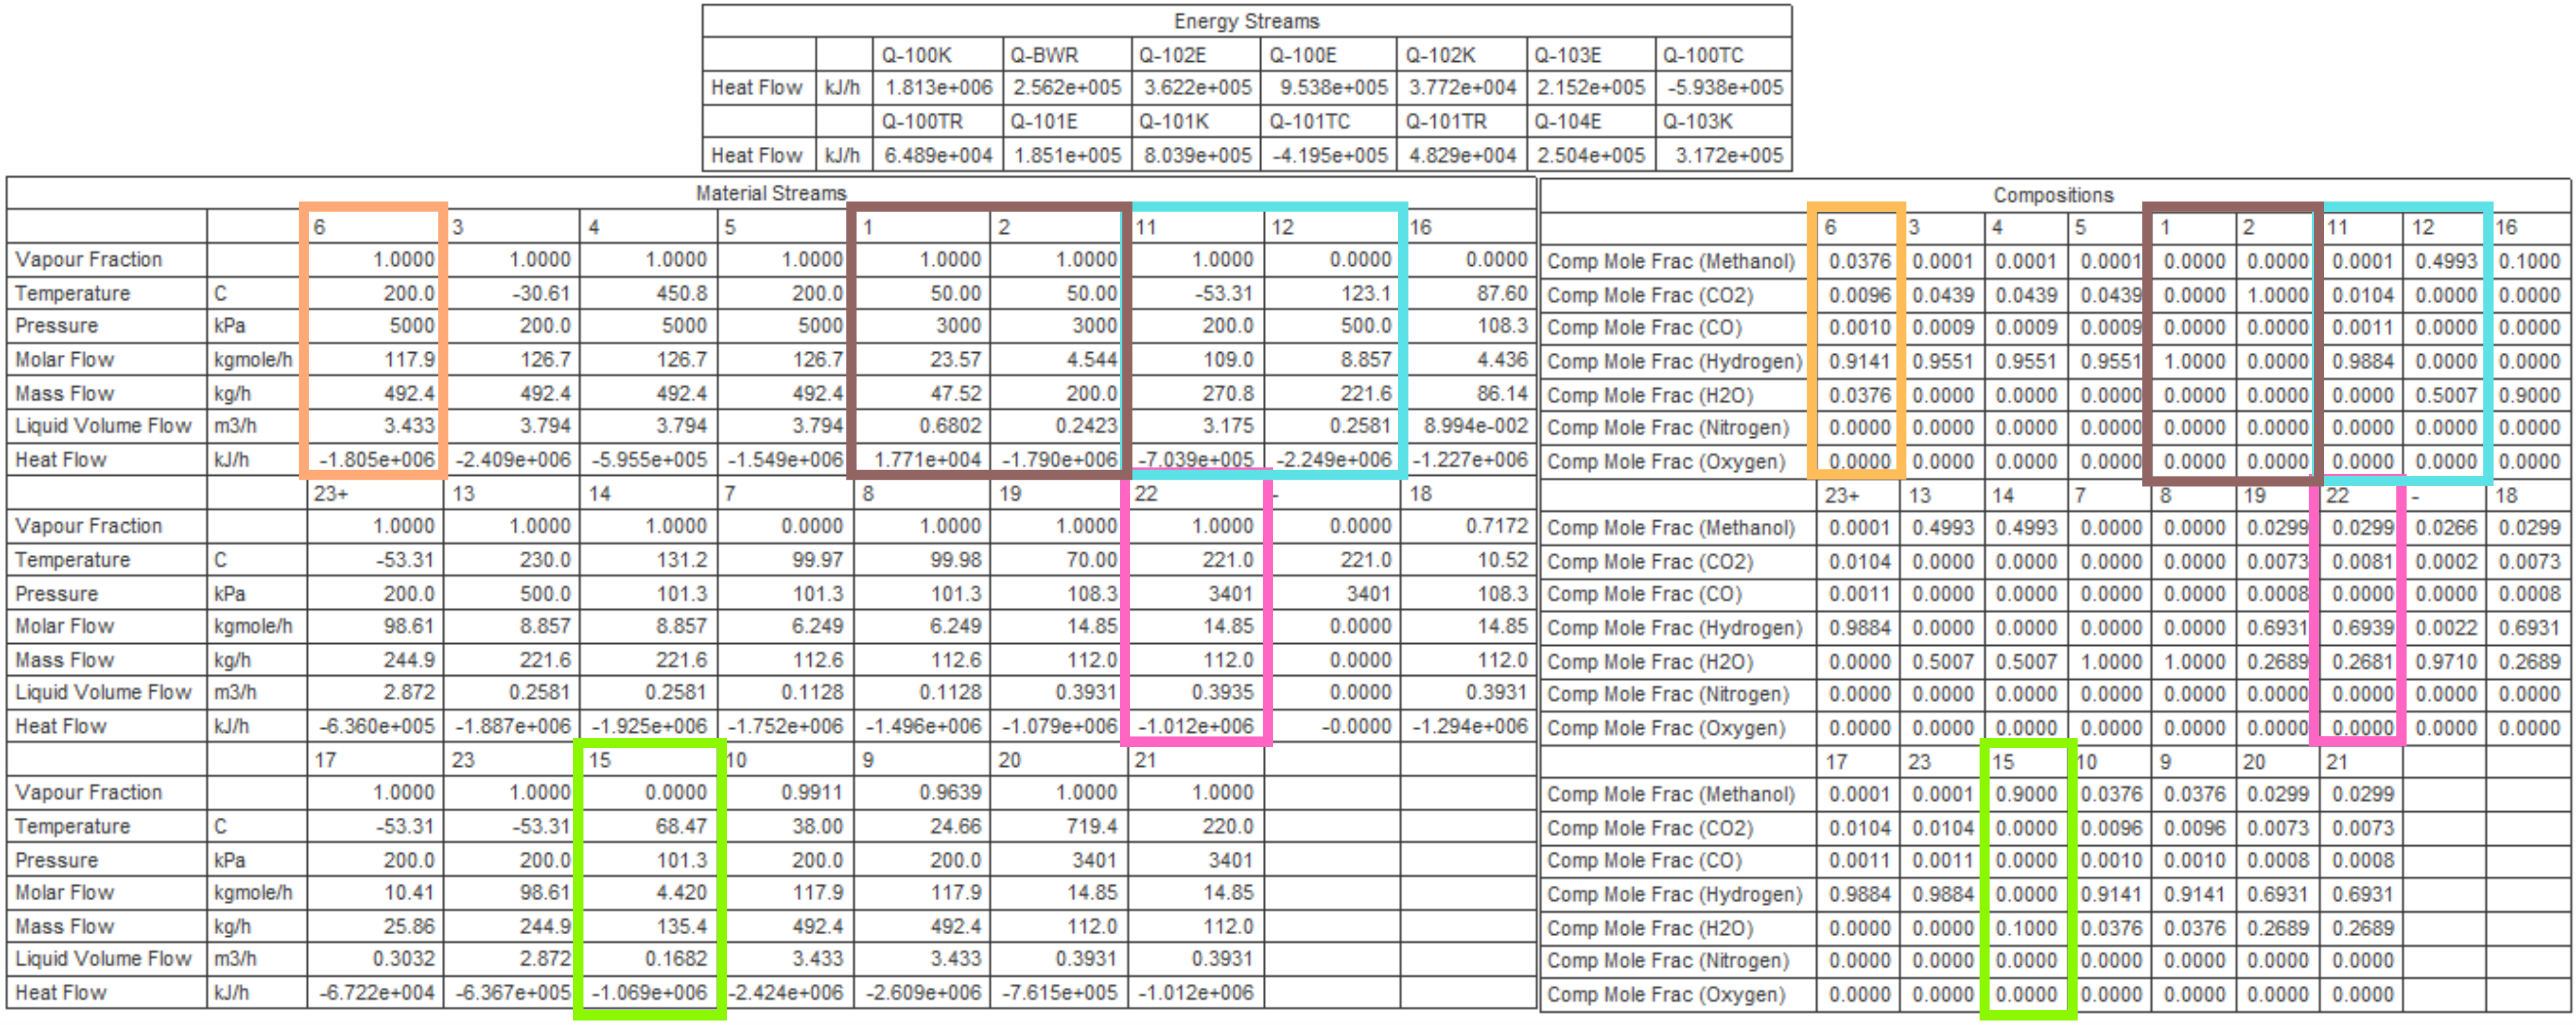 Energy Streams
Q-100K Q-BWR Q-102E Q-100E Q-102K Q-103E Q-100TC
Heat Flow kJ/h 1.813e+006 2.562e+005 3.622e+005 9.538e+005 3.772e+004 2.152e+005 -5.938e+005
Q-100TR Q-101E Q-101K Q-101TC Q-101TR Q-104E Q-103K
Heat Flow kJ/h 6.489e+004 1.851e+005 8.039e+005 -4.195e+005 4.829e+004 2.504e+005 3.172e+005
Material Streams
6 3 4 5 1 2 11 12 16
Vapour Fraction 1.0000 1.0000 1.0000 1.0000 1.0000 1.0000 1.0000 0.0000 0.0000
Temperature C 200.0 -30.61 450.8 200.0 50.00 50.00 -53.31 123.1 87.60
Pressure kPa 5000 200.0 5000 5000 3000 3000 200.0 500.0 108.3
Molar Flow kgmole/h 117.9 126.7 126.7 126.7 23.57 4.544 109.0 8.857 4.436
Mass Flow kg/h 492.4 492.4 492.4 492.4 47.52 200.0 270.8 221.6 86.14
Liquid Volume Flow m3/h 3.433 3.794 3.794 3.794 0.6802 0.2423 3.175 0.2581 8.994e-002
Heat Flow kJ/h -1.805e+006 -2.409e+006 -5.955e+005 -1.549e+006 1.771e+004 -1.790e+006 -7.039e+005 -2.249e+006 -1.227e+006
23+ 13 14 7 8 19 22 - 18
Vapour Fraction 1.0000 1.0000 1.0000 0.0000 1.0000 1.0000 1.0000 0.0000 0.7172
Temperature C -53.31 230.0 131.2 99.97 99.98 70.00 221.0 221.0 10.52
Pressure kPa 200.0 500.0 101.3 101.3 101.3 108.3 3401 3401 108.3
Molar Flow kgmole/h 98.61 8.857 8.857 6.249 6.249 14.85 14.85 0.0000 14.85
Mass Flow kg/h 244.9 221.6 221.6 112.6 112.6 112.0 112.0 0.0000 112.0
Liquid Volume Flow m3/h 2.872 0.2581 0.2581 0.1128 0.1128 0.3931 0.3935 0.0000 0.3931
Heat Flow kJ/h -6.360e+005 -1.887e+006 -1.925e+006 -1.752e+006 -1.496e+006 -1.079e+006 -1.012e+006 -0.0000 -1.294e+006
17 23 15 10 9 20 21
Vapour Fraction 1.0000 1.0000 0.0000 0.9911 0.9639 1.0000 1.0000
Temperature C -53.31 -53.31 68.47 38.00 24.66 719.4 220.0
Pressure kPa 200.0 200.0 101.3 200.0 200.0 3401 3401
Molar Flow kgmole/h 10.41 98.61 4.420 117.9 117.9 14.85 14.85
Mass Flow kg/h 25.86 244.9 135.4 492.4 492.4 112.0 112.0
Liquid Volume Flow m3/h 0.3032 2.872 0.1682 3.433 3.433 0.3931 0.3931
Heat Flow kJ/h -6.722e+004 -6.367e+005 -1.069e+006 -2.424e+006 -2.609e+006 -7.615e+005 -1.012e+006
Compositions
6 3 4 5 1 2 11 12 16
Comp Mole Frac (Methanol) 0.0376 0.0001 0.0001 0.0001 0.0000 0.0000 0.0001 0.4993 0.1000
Comp Mole Frac (CO2) 0.0096 0.0439 0.0439 0.0439 0.0000 1.0000 0.0104 0.0000 0.0000
Comp Mole Frac (CO) 0.0010 0.0009 0.0009 0.0009 0.0000 0.0000 0.0011 0.0000 0.0000
Comp Mole Frac (Hydrogen) 0.9141 0.9551 0.9551 0.9551 1.0000 0.0000 0.9884 0.0000 0.0000
Comp Mole Frac (H2O) 0.0376 0.0000 0.0000 0.0000 0.0000 0.0000 0.0000 0.5007 0.9000
Comp Mole Frac (Nitrogen) 0.0000 0.0000 0.0000 0.0000 0.0000 0.0000 0.0000 0.0000 0.0000
Comp Mole Frac (Oxygen) 0.0000 0.0000 0.0000 0.0000 0.0000 0.0000 0.0000 0.0000 0.0000
23+ 13 14 7 8 19 22 - 18
Comp Mole Frac (Methanol) 0.0001 0.4993 0.4993 0.0000 0.0000 0.0299 0.0299 0.0266 0.0299
Comp Mole Frac (CO2) 0.0104 0.0000 0.0000 0.0000 0.0000 0.0073 0.0081 0.0002 0.0073
Comp Mole Frac (CO) 0.0011 0.0000 0.0000 0.0000 0.0000 0.0008 0.0000 0.0000 0.0008
Comp Mole Frac (Hydrogen) 0.9884 0.0000 0.0000 0.0000 0.0000 0.6931 0.6939 0.0022 0.6931
Comp Mole Frac (H2O) 0.0000 0.5007 0.5007 1.0000 1.0000 0.2689 0.2681 0.9710 0.2689
Comp Mole Frac (Nitrogen) 0.0000 0.0000 0.0000 0.0000 0.0000 0.0000 0.0000 0.0000 0.0000
Comp Mole Frac (Oxygen) 0.0000 0.0000 0.0000 0.0000 0.0000 0.0000 0.0000 0.0000 0.0000
17 23 15 10 9 20 21
Comp Mole Frac (Methanol) 0.0001 0.0001 0.9000 0.0376 0.0376 0.0299 0.0299
Comp Mole Frac (CO2) 0.0104 0.0104 0.0000 0.0096 0.0096 0.0073 0.0073
Comp Mole Frac (CO) 0.0011 0.0011 0.0000 0.0010 0.0010 0.0008 0.0008
Comp Mole Frac (Hydrogen) 0.9884 0.9884 0.0000 0.9141 0.9141 0.6931 0.6931
Comp Mole Frac (H2O) 0.0000 0.0000 0.1000 0.0376 0.0376 0.2689 0.2689
Comp Mole Frac (Nitrogen) 0.0000 0.0000 0.0000 0.0000 0.0000 0.0000 0.0000
Comp Mole Frac (Oxygen) 0.0000 0.0000 0.0000 0.0000 0.0000 0.0000 0.0000